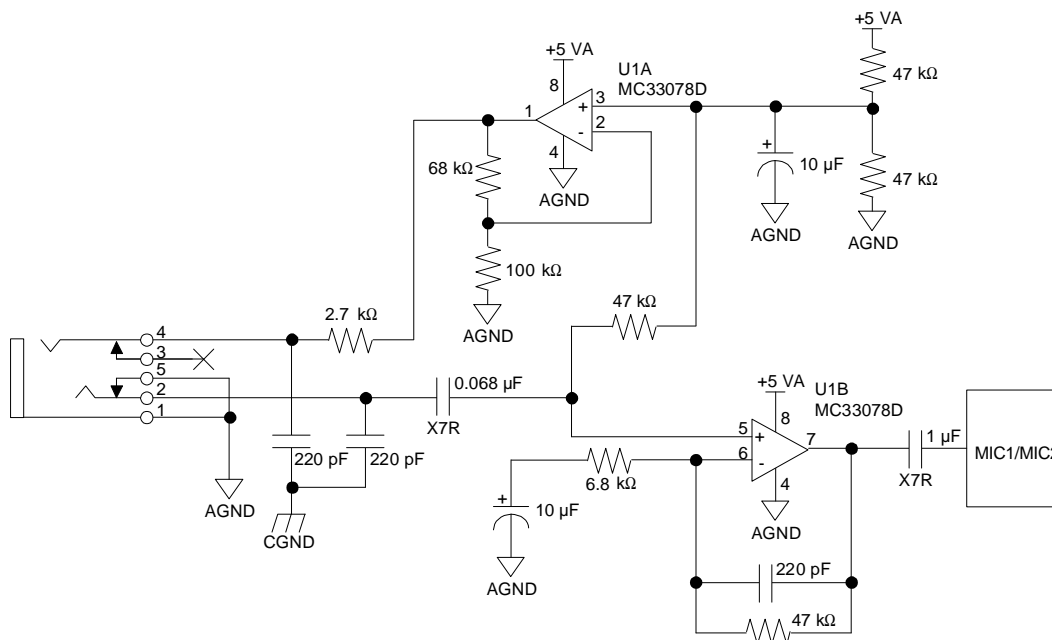 +5 VA
47 kΩ
+5 VA
U1A
MC33078D
8
1
3
+
2
-
4
68 kΩ
AGND
+
10 µF
AGND
47 kΩ
AGND
100 kΩ
AGND
2.7 kΩ
47 kΩ
4
3
5
2
1
0.068 µF
X7R
220 pF
220 pF
AGND
CGND
+5 VA
U1B
MC33078D
8
5
+
6
-
7
4
AGND
6.8 kΩ
+
10 µF
AGND
1 µF
X7R
MIC1/MIC2
220 pF
47 kΩ